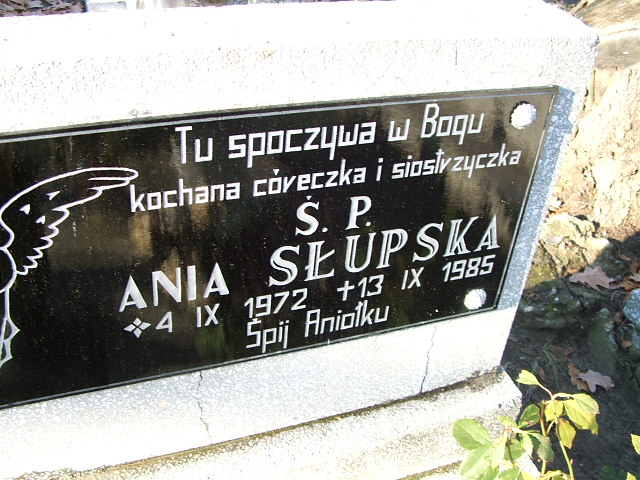 Tu spoczywa w Bogu
kochana córeczka i siostrzyczka
Ś. P.
ANIA SŁUPSKA
4 IX 1972 +13 IX 1985
Śpij Aniołku